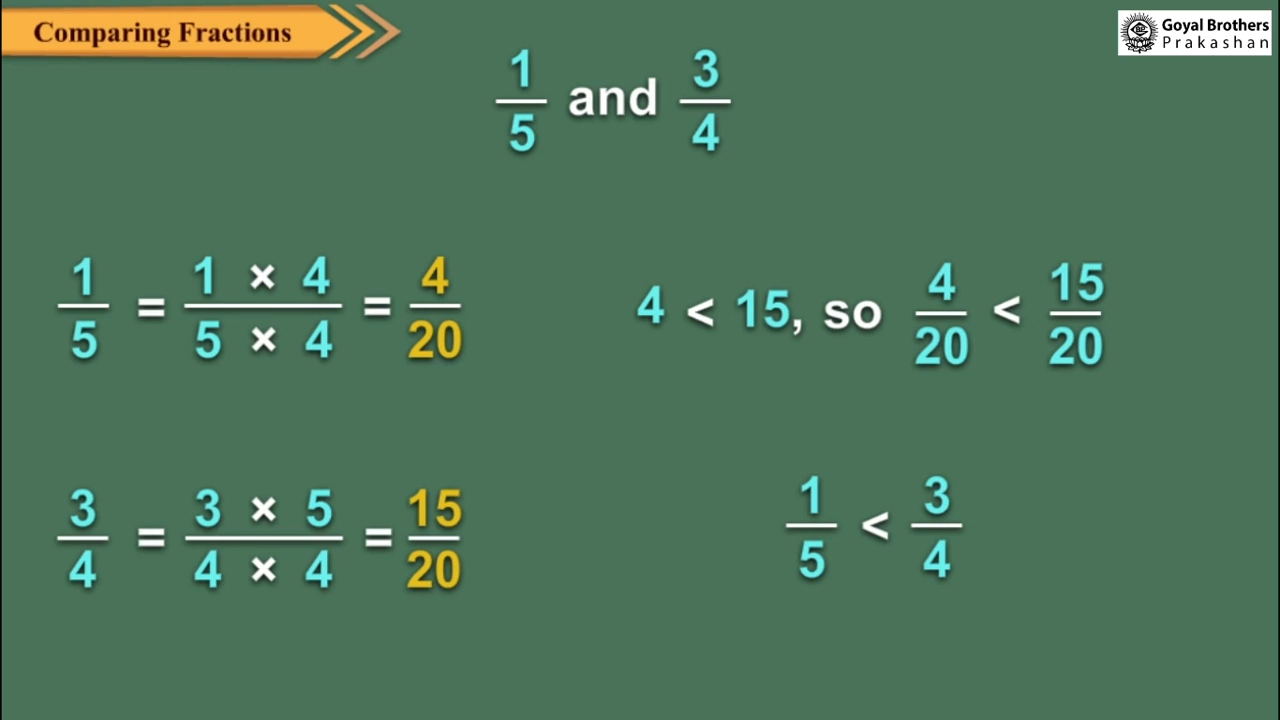 Comparing Fractions
Goyal Brothers
Prakashan
1/5 and 3/4
1/5 = 1 × 4/5 × 4 = 4/20
4 < 15, so 4/20 < 15/20
3/4 = 3 × 5/4 × 4 = 15/20
1/5 < 3/4